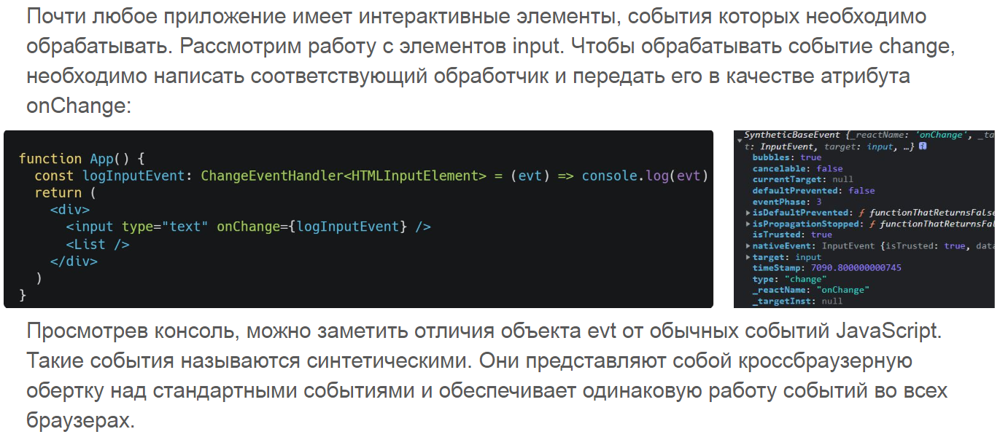 Почти любое приложение имеет интерактивные элементы, события которых необходимо
обрабатывать. Рассмотрим работу с элементов input. Чтобы обрабатывать событие change,
необходимо написать соответствующий обработчик и передать его в качестве атрибута
onChange:
function App() {
  const logInputEvent: ChangeEventHandler<HTMLInputElement> = (evt) => console.log(evt)
  return (
    <div>
      <input type="text" onChange={logInputEvent} />
      <List />
    </div>
  )
}
SyntheticBaseEvent {_reactName: 'onChange', _ta
t: InputEvent, target: input, …}
bubbles: true
cancelable: false
currentTarget: null
defaultPrevented: false
eventPhase: 3
isDefaultPrevented: ƒ functionThatReturnsFalse
isPropagationStopped: ƒ functionThatReturnsFal
isTrusted: true
nativeEvent: InputEvent {isTrusted: true, data
target: input
timeStamp: 7090.800000000745
type: "change"
_reactName: "onChange"
_targetInst: null
Просмотрев консоль, можно заметить отличия объекта evt от обычных событий JavaScript.
Такие события называются синтетическими. Они представляют собой кроссбраузерную
обертку над стандартными событиями и обеспечивает одинаковую работу событий во всех
браузерах.